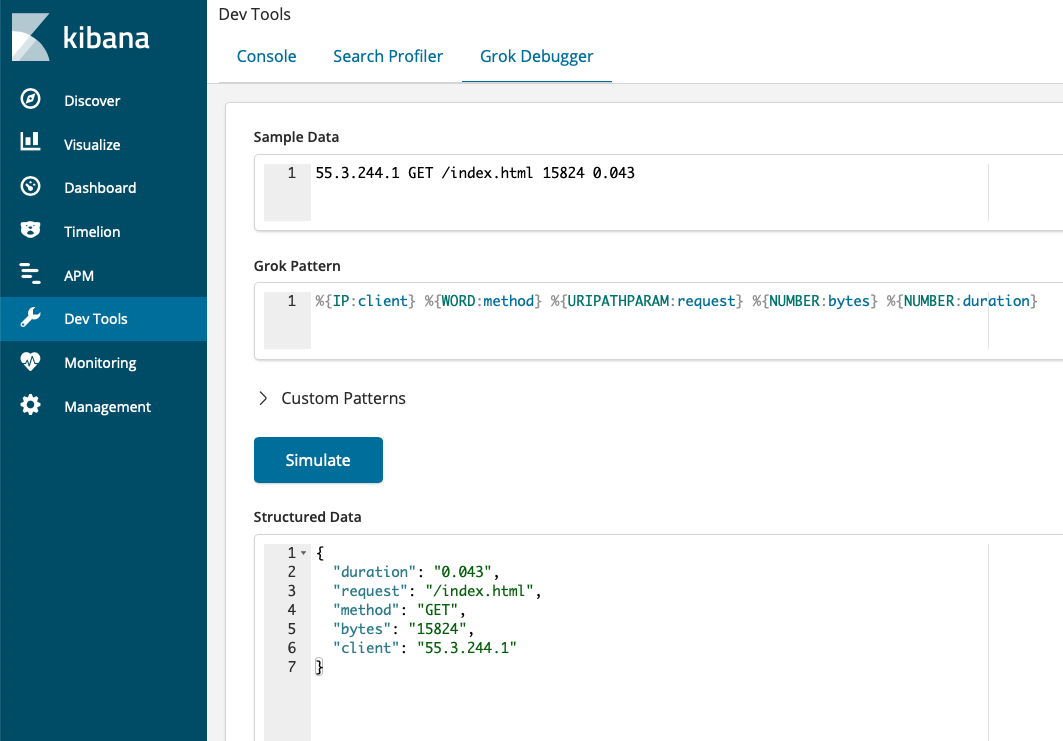 kibana
Discover
Visualize
Dashboard
Timelion
APM
Dev Tools
Monitoring
Management
Dev Tools
Console Search Profiler Grok Debugger
Sample Data
1 55.3.244.1 GET /index.html 15824 0.043
Grok Pattern
1 %{IP:client} %{WORD:method} %{URIPATHPARAM:request} %{NUMBER:bytes} %{NUMBER:duration}
Custom Patterns
Simulate
Structured Data
1 {
2 "duration": "0.043",
3 "request": "/index.html",
4 "method": "GET",
5 "bytes": "15824",
6 "client": "55.3.244.1"
7 }